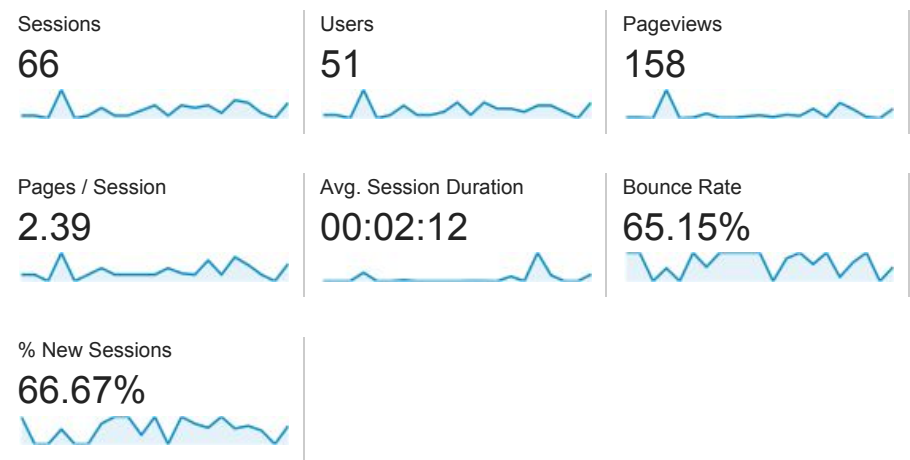 Sessions
66
Users
51
Pageviews
158
Pages / Session
2.39
Avg. Session Duration
00:02:12
Bounce Rate
65.15%
% New Sessions
66.67%